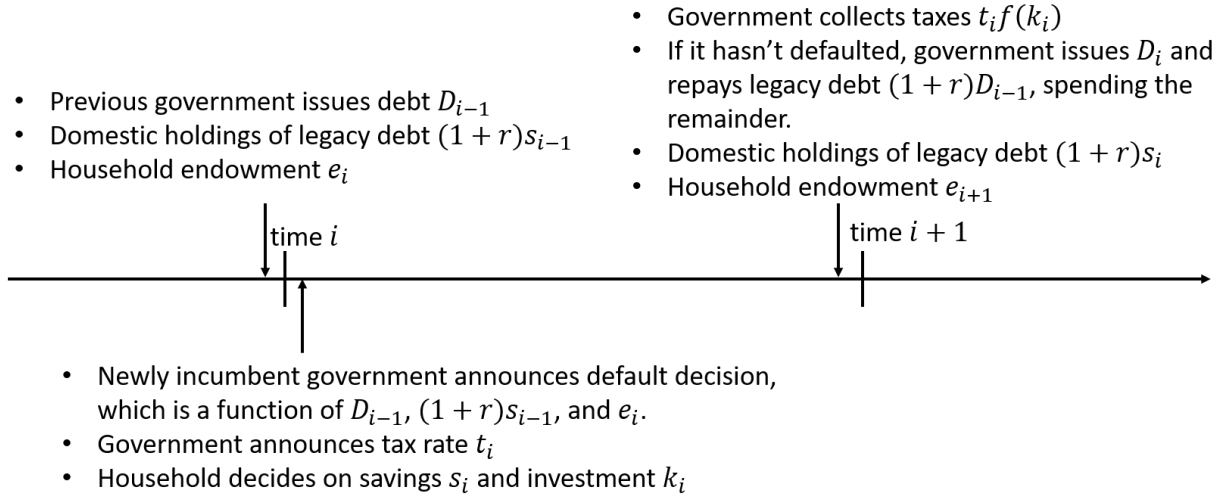 • Previous government issues debt $D_{i-1}$
• Domestic holdings of legacy debt $(1 + r)s_{i-1}$
• Household endowment $e_i$
• Government collects taxes $t_i f(k_i)$
• If it hasn’t defaulted, government issues $D_i$ and
repays legacy debt $(1 + r)D_{i-1}$, spending the
remainder.
• Domestic holdings of legacy debt $(1 + r)s_i$
• Household endowment $e_{i+1}$
time $i$
time $i + 1$
• Newly incumbent government announces default decision,
which is a function of $D_{i-1}$, $(1 + r)s_{i-1}$, and $e_i$.
• Government announces tax rate $t_i$
• Household decides on savings $s_i$ and investment $k_i$